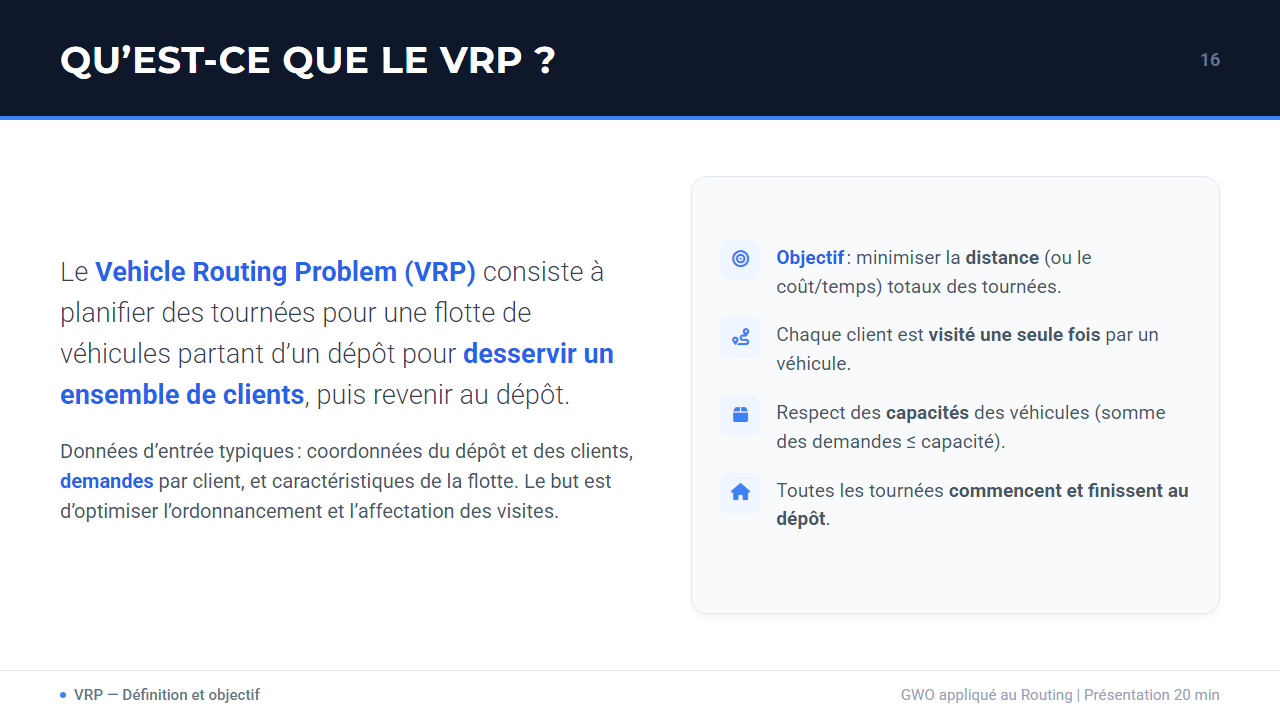 QU’EST-CE QUE LE VRP ?
16
Le Vehicle Routing Problem (VRP) consiste à
planifier des tournées pour une flotte de
véhicules partant d’un dépôt pour desservir un
ensemble de clients, puis revenir au dépôt.
Données d’entrée typiques : coordonnées du dépôt et des clients,
demandes par client, et caractéristiques de la flotte. Le but est
d’optimiser l’ordonnancement et l’affectation des visites.
Objectif : minimiser la distance (ou le
coût/temps) totaux des tournées.
Chaque client est visité une seule fois par un
véhicule.
Respect des capacités des véhicules (somme
des demandes ≤ capacité).
Toutes les tournées commencent et finissent au
dépôt.
VRP — Définition et objectif
GWO appliqué au Routing | Présentation 20 min